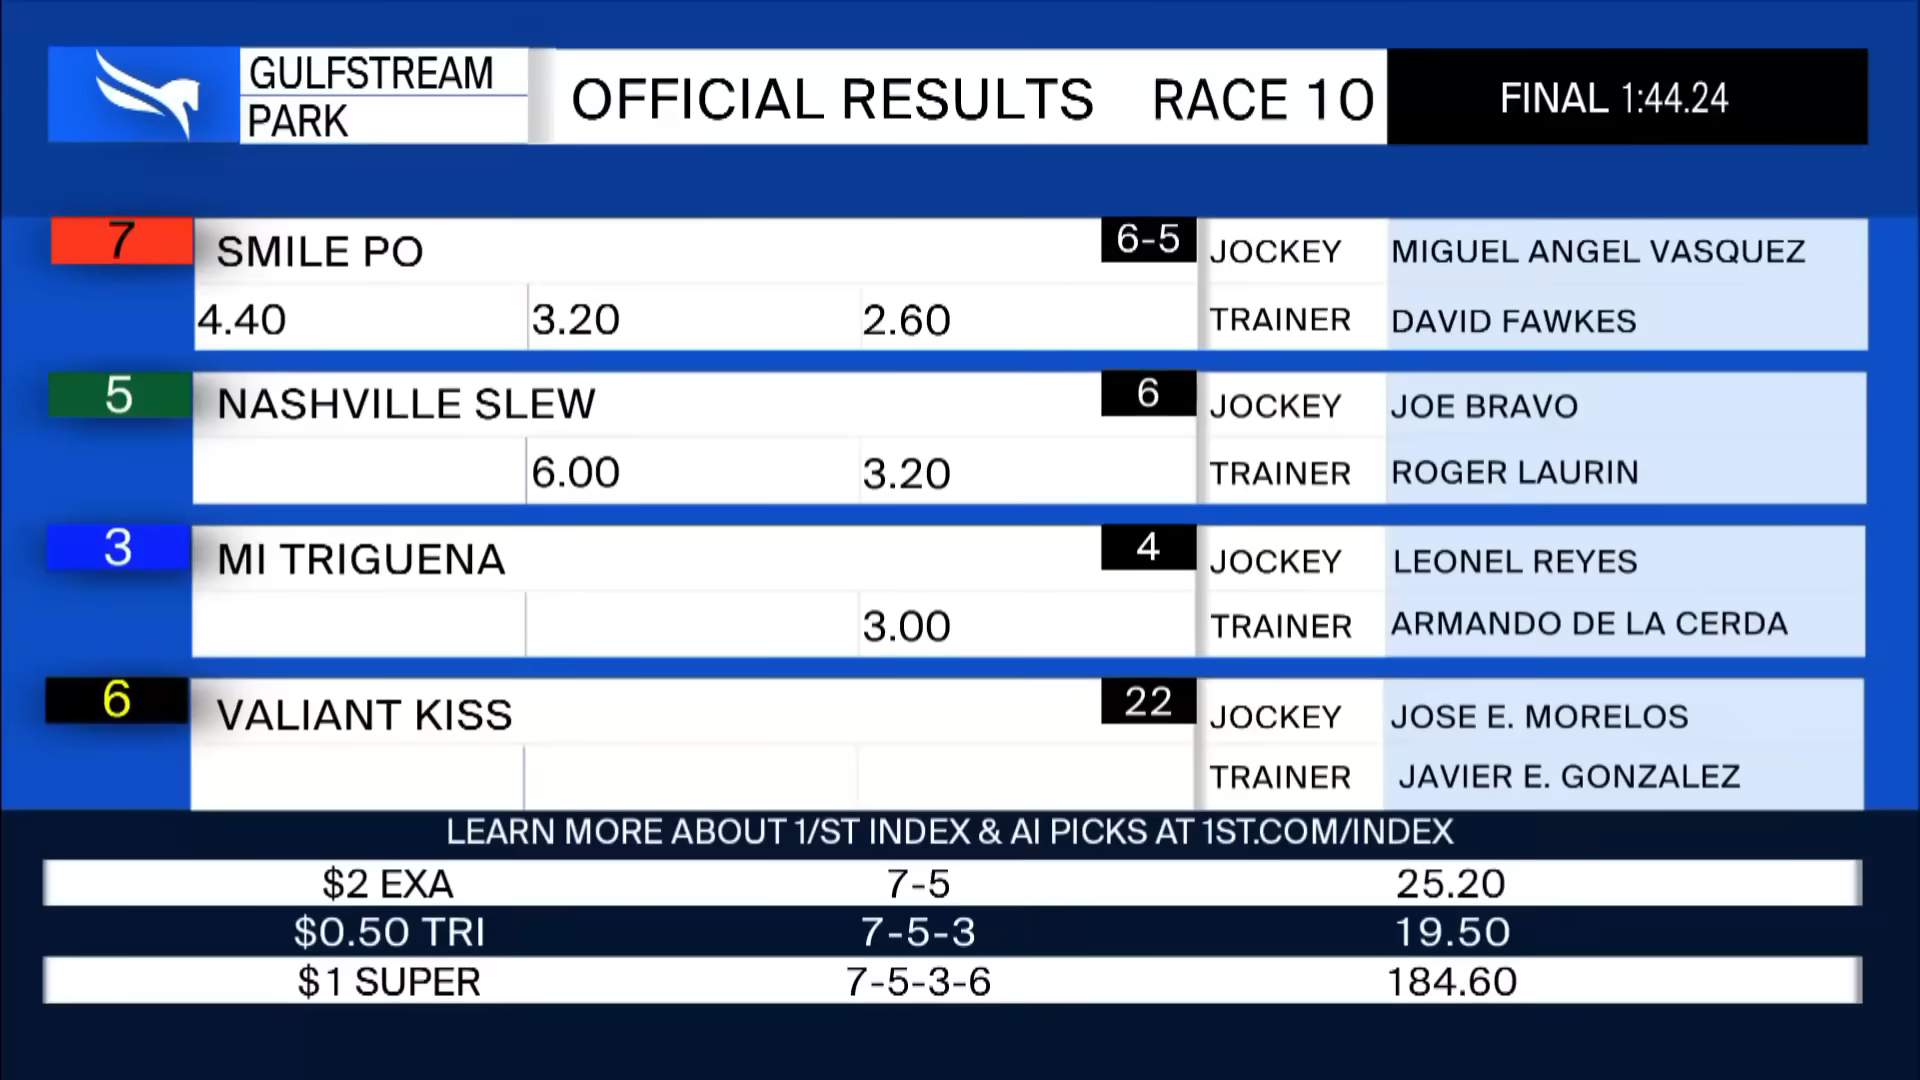 GULFSTREAM
PARK
OFFICIAL RESULTS RACE 10
FINAL 1:44.24
7 SMILE PO 6-5 JOCKEY MIGUEL ANGEL VASQUEZ
4.40 3.20 2.60 TRAINER DAVID FAWKES
5 NASHVILLE SLEW 6 JOCKEY JOE BRAVO
6.00 3.20 TRAINER ROGER LAURIN
3 MI TRIGUENA 4 JOCKEY LEONEL REYES
3.00 TRAINER ARMANDO DE LA CERDA
6 VALIANT KISS 22 JOCKEY JOSE E. MORELOS
TRAINER JAVIER E. GONZALEZ
LEARN MORE ABOUT 1/ST INDEX & AI PICKS AT 1ST.COM/INDEX
$2 EXA 7-5 25.20
$0.50 TRI 7-5-3 19.50
$1 SUPER 7-5-3-6 184.60